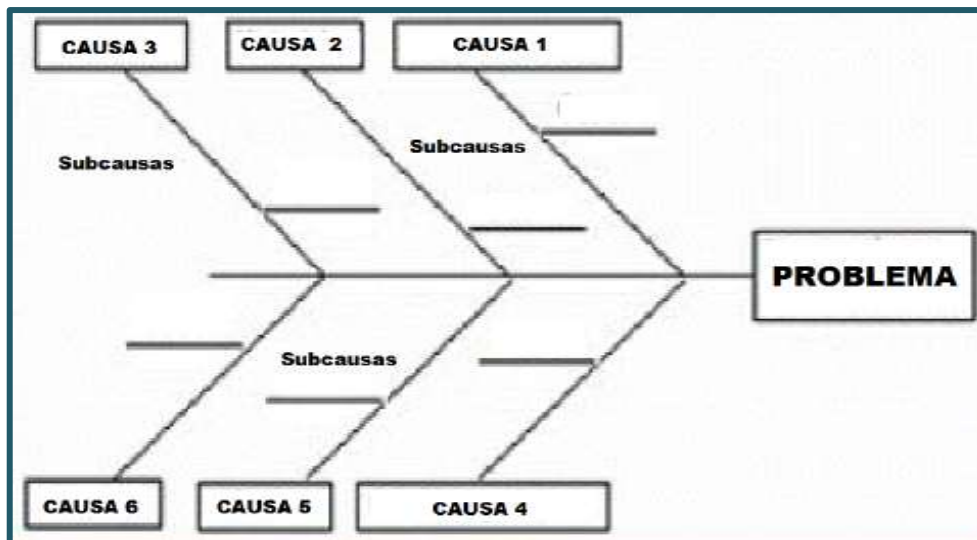 CAUSA 3
CAUSA 2
CAUSA 1
Subcausas
Subcausas
PROBLEMA
Subcausas
CAUSA 6
CAUSA 5
CAUSA 4